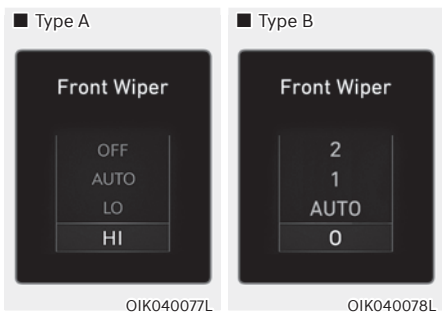 ■ Type A
Front Wiper
OFF
AUTO
LO
HI
OIK040077L
■ Type B
Front Wiper
2
1
AUTO
0
OIK040078L